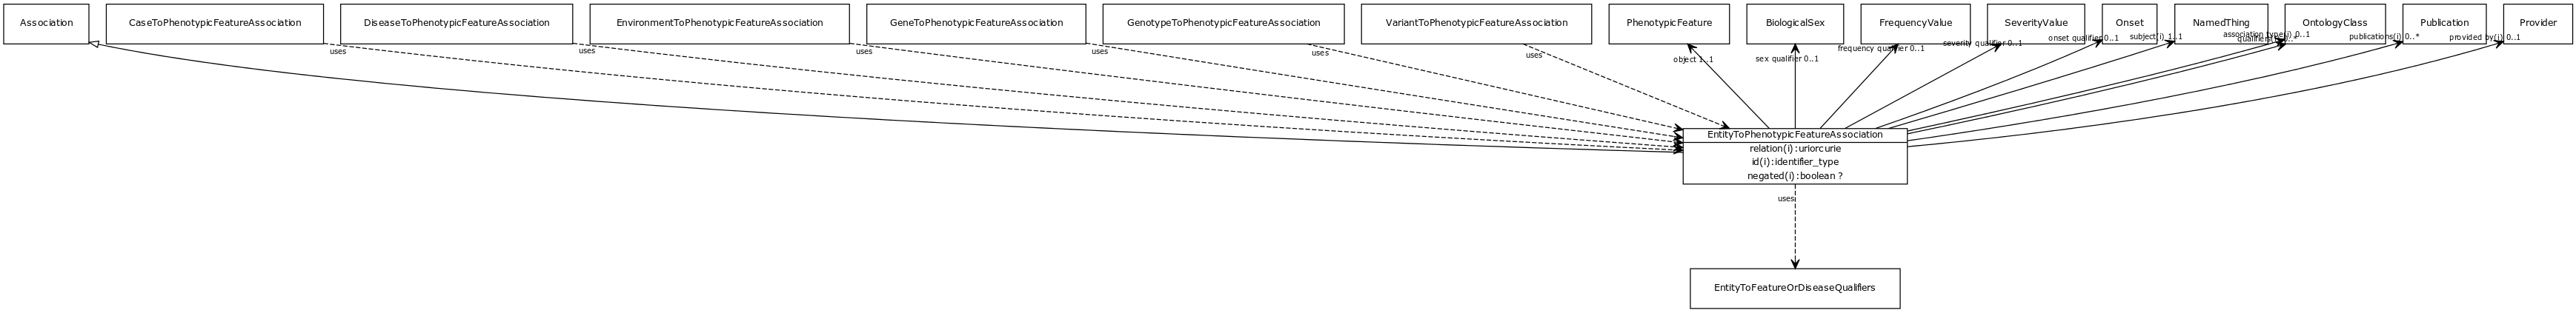 Association
CaseToPhenotypicFeatureAssociation
DiseaseToPhenotypicFeatureAssociation
EnvironmentToPhenotypicFeatureAssociation
GeneToPhenotypicFeatureAssociation
GenotypeToPhenotypicFeatureAssociation
VariantToPhenotypicFeatureAssociation
PhenotypicFeature
BiologicalSex
FrequencyValue
SeverityValue
Onset
NamedThing
OntologyClass
Publication
Provider
uses
uses
uses
uses
uses
uses
object 1..1
sex qualifier 0..1
frequency qualifier 0..1
severity qualifier 0..1
onset qualifier 0..1
subject(i) 1..1
association type(i) 0..1
publications(i) 0..*
provided by(i) 0..1
EntityToPhenotypicFeatureAssociation
relation(i):uriorcurie
id(i):identifier_type
negated(i):boolean ?
uses
EntityToFeatureOrDiseaseQualifiers